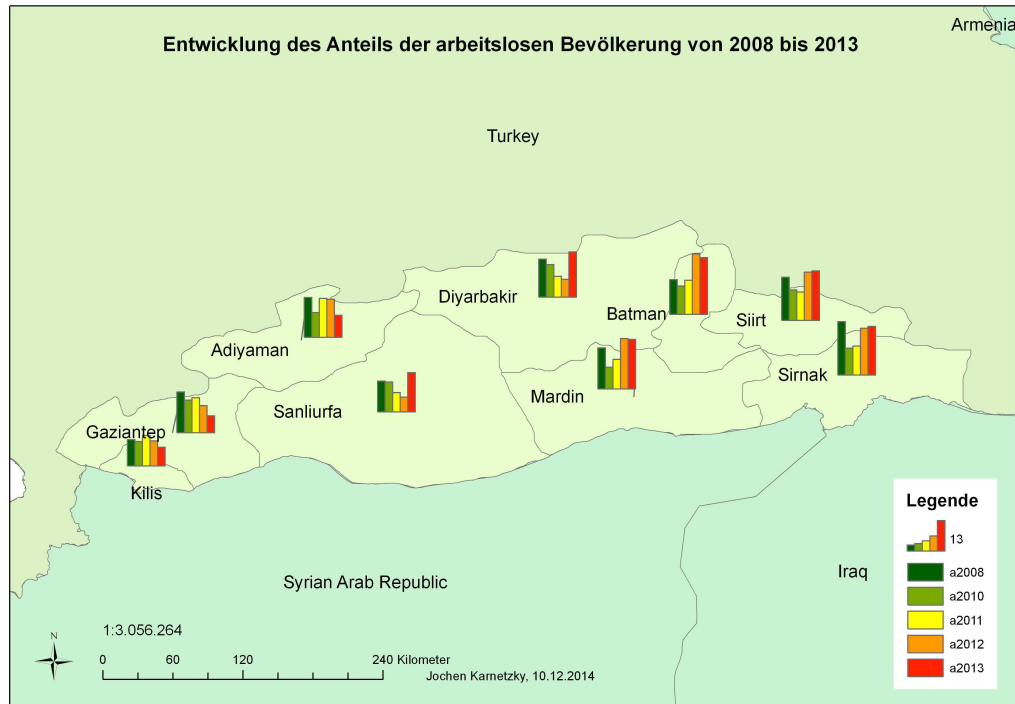 Armenia
Entwicklung des Anteils der arbeitslosen Bevölkerung von 2008 bis 2013
Turkey
Diyarbakir
Batman
Siirt
Adiyaman
Sirnak
Mardin
Sanliurfa
Gaziantep
Kilis
Syrian Arab Republic
Iraq
Legende
13
a2008
a2010
a2011
a2012
a2013
N
1:3.056.264
0 60 120 240 Kilometer
Jochen Karnetzky, 10.12.2014